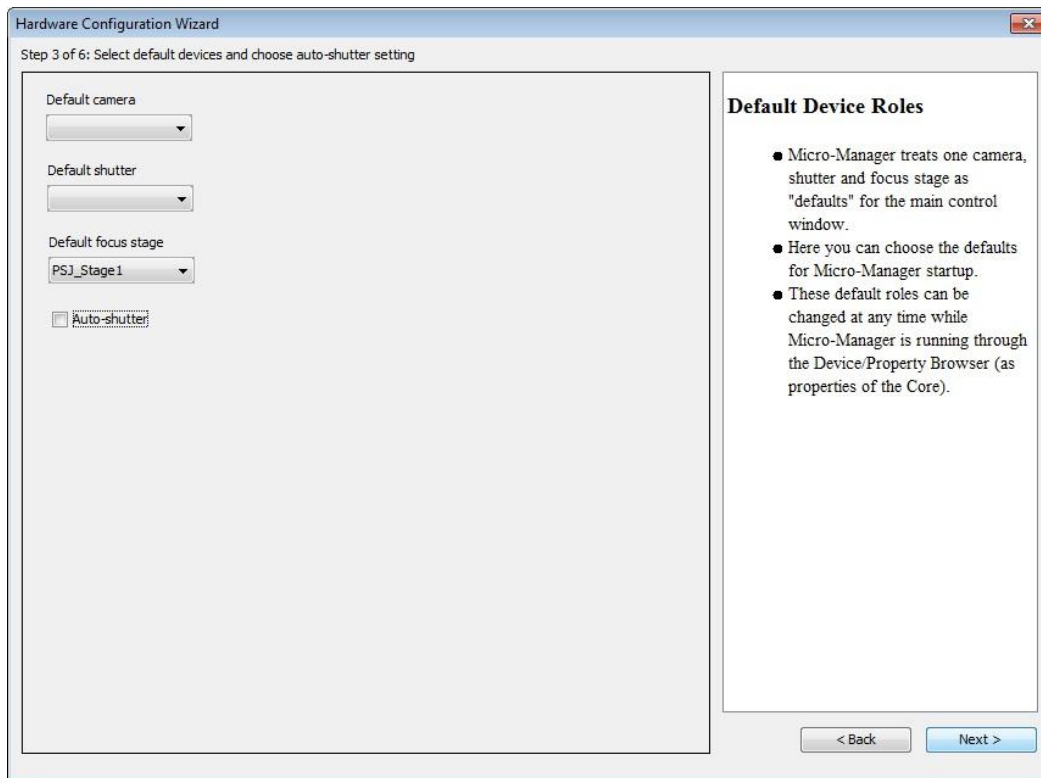 Hardware Configuration Wizard
Step 3 of 6: Select default devices and choose auto-shutter setting
Default camera
Default shutter
Default focus stage
PSJ_Stage1
Auto-shutter
Default Device Roles
● Micro-Manager treats one camera,
shutter and focus stage as
"defaults" for the main control
window.
● Here you can choose the defaults
for Micro-Manager startup.
● These default roles can be
changed at any time while
Micro-Manager is running through
the Device/Property Browser (as
properties of the Core).
< Back
Next >